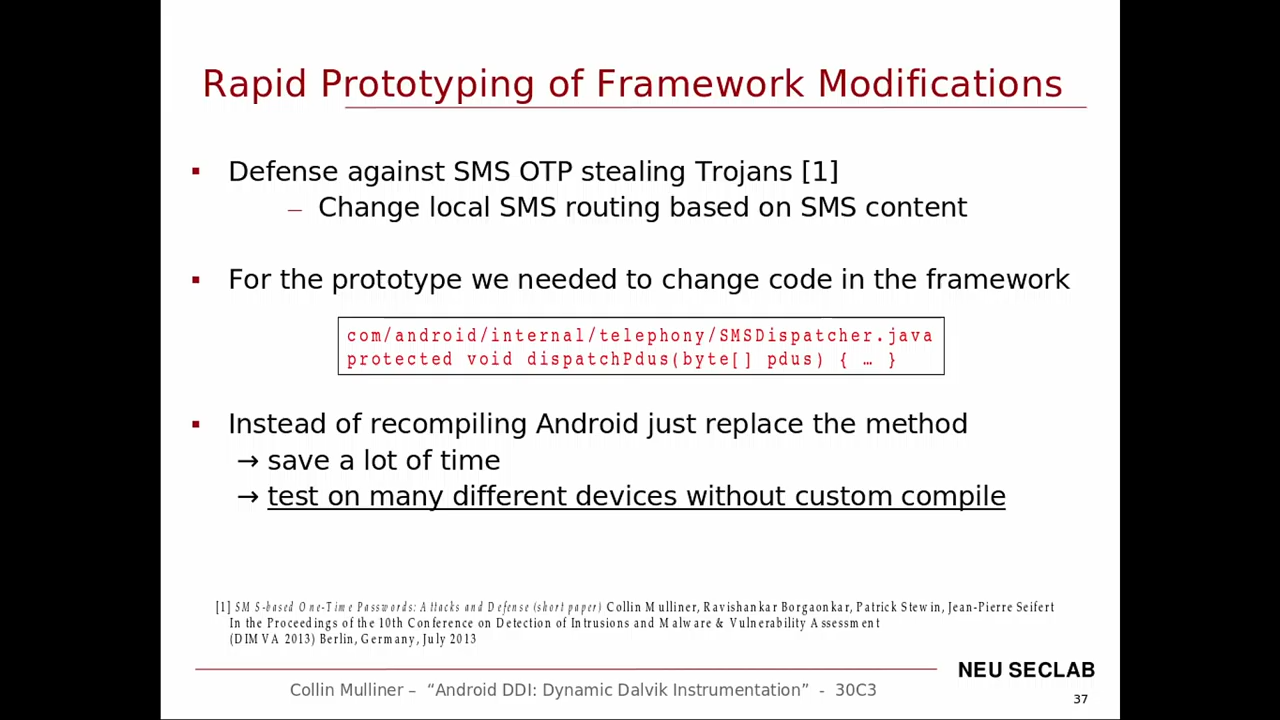 Rapid Prototyping of Framework Modifications
▪ Defense against SMS OTP stealing Trojans [1]
– Change local SMS routing based on SMS content
▪ For the prototype we needed to change code in the framework
com/android/internal/telephony/SMSDispatcher.java
protected void dispatchPdus(byte[] pdus) { … }
▪ Instead of recompiling Android just replace the method
→ save a lot of time
→ test on many different devices without custom compile
[1] SMS-based One-Time Passwords: Attacks and Defense (short paper) Collin Mulliner, Ravishankar Borgaonkar, Patrick Stewin, Jean-Pierre Seifert
In the Proceedings of the 10th Conference on Detection of Intrusions and Malware & Vulnerability Assessment
(DIMVA 2013) Berlin, Germany, July 2013
NEU SECLAB
Collin Mulliner – “Android DDI: Dynamic Dalvik Instrumentation” - 30C3
37